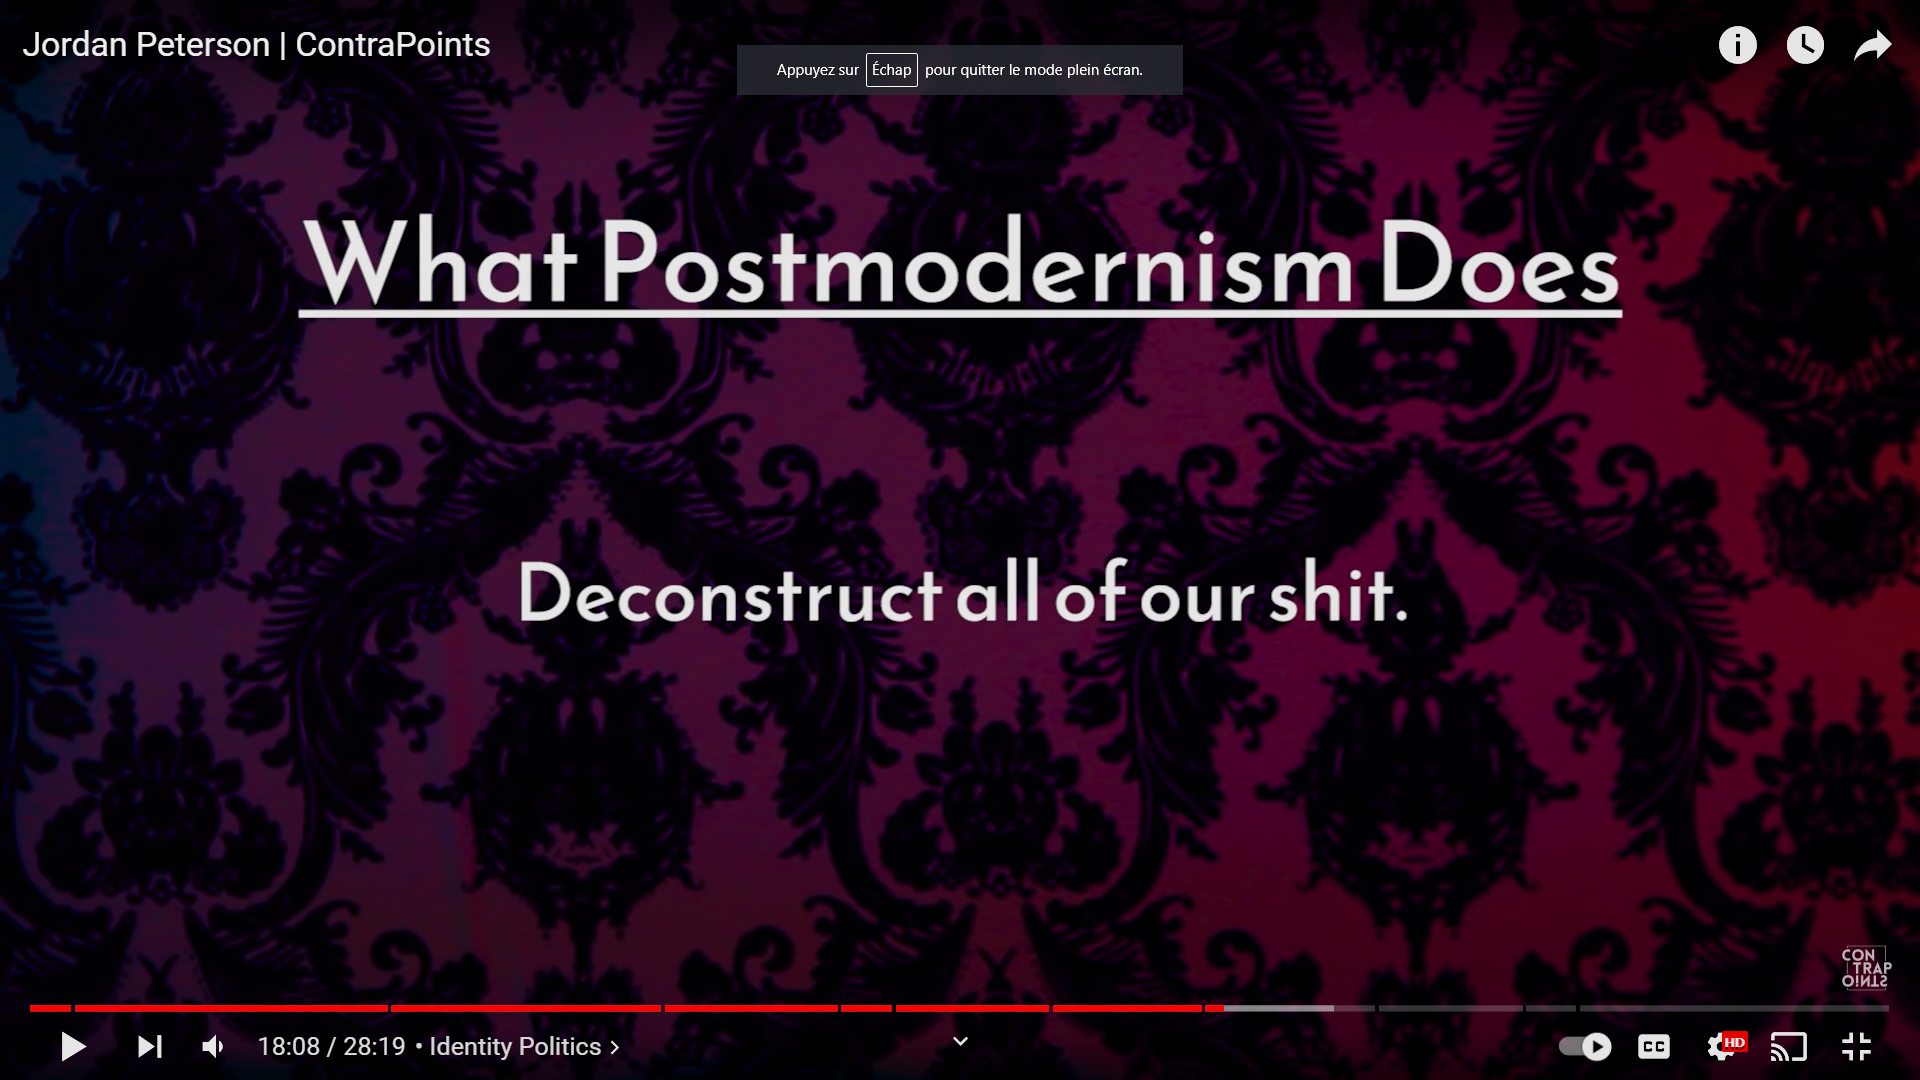 Jordan Peterson | ContraPoints
Appuyez sur Échap pour quitter le mode plein écran.
What Postmodernism Does
Deconstruct all of our shit.
CON
TRAP
OINTS
18:08 / 28:19 • Identity Politics
CC
HD